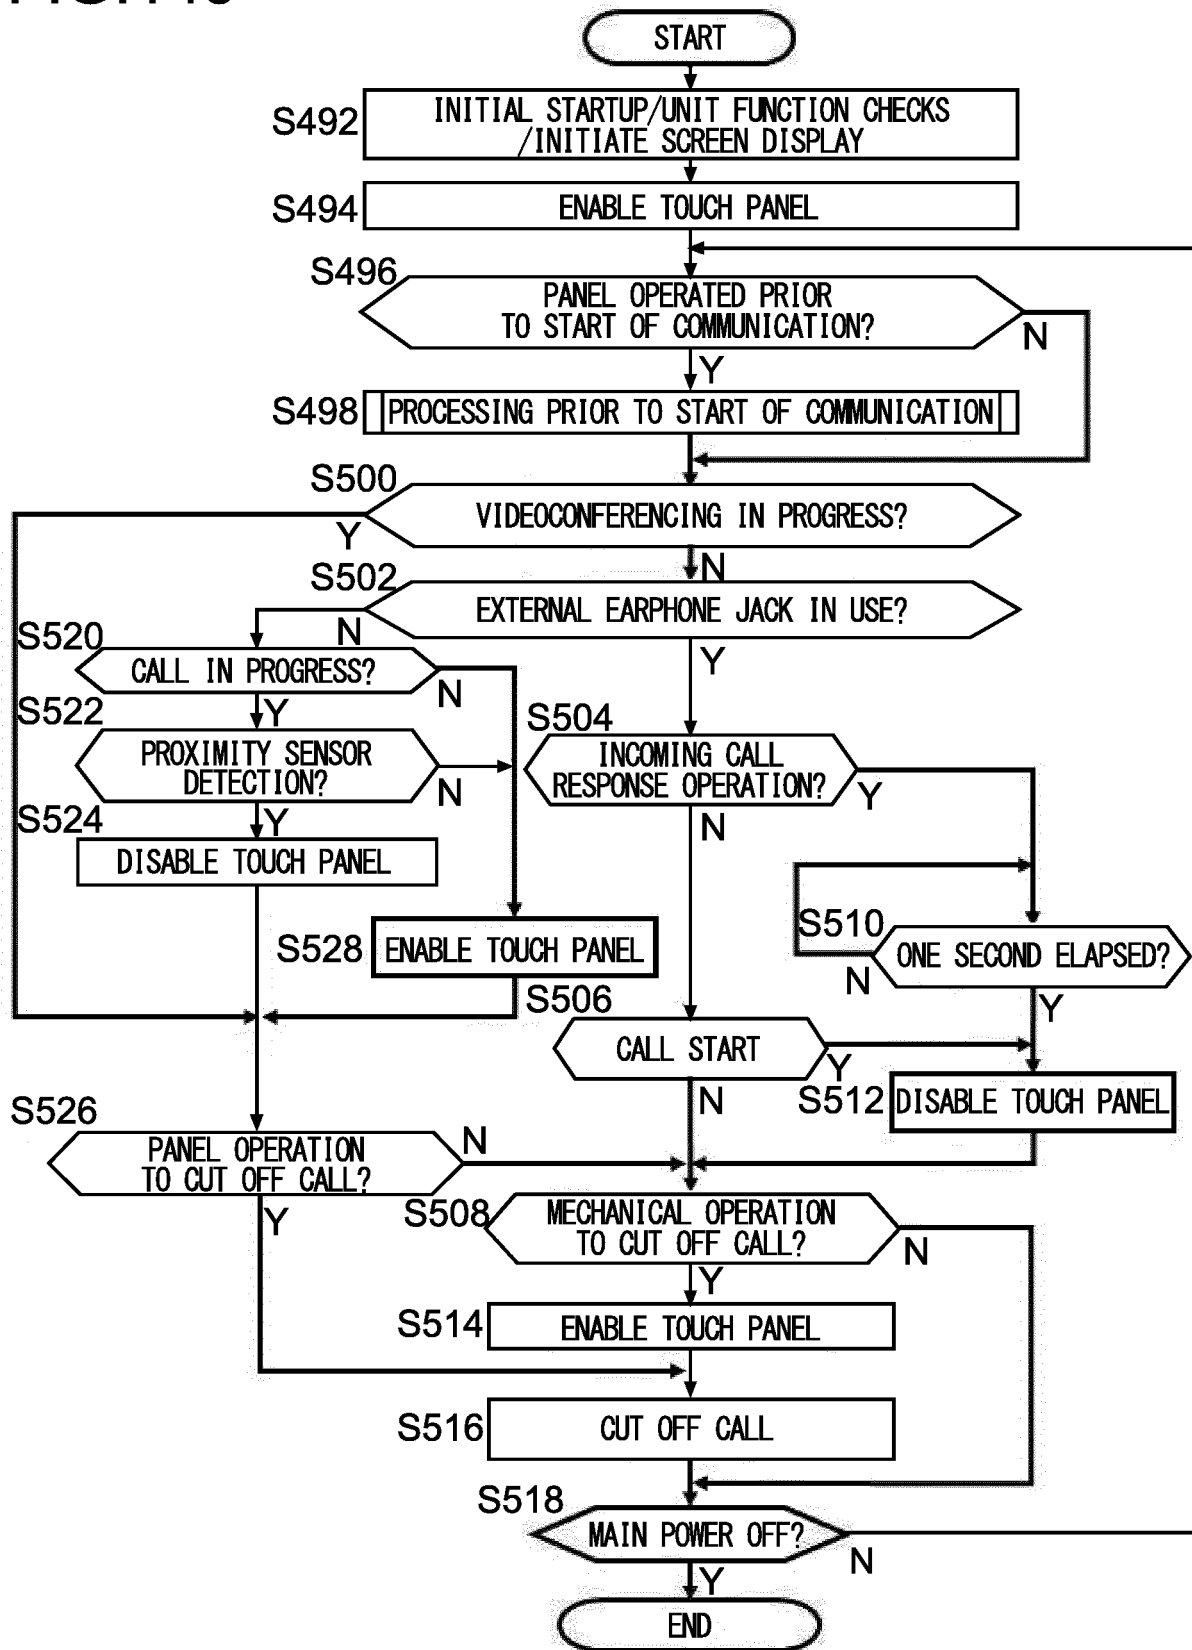 START
S492
INITIAL STARTUP/UNIT FUNCTION CHECKS
/INITIATE SCREEN DISPLAY
S494
ENABLE TOUCH PANEL
S496
PANEL OPERATED PRIOR
TO START OF COMMUNICATION?
N
Y
S498
PROCESSING PRIOR TO START OF COMMUNICATION
S500
VIDEOCONFERENCING IN PROGRESS?
Y
N
S502
EXTERNAL EARPHONE JACK IN USE?
N
Y
S520
CALL IN PROGRESS?
N
Y
S522
PROXIMITY SENSOR
DETECTION?
N
Y
S504
INCOMING CALL
RESPONSE OPERATION?
Y
N
S524
DISABLE TOUCH PANEL
S510
ONE SECOND ELAPSED?
N
Y
S528
ENABLE TOUCH PANEL
S506
CALL START
Y
N
S512
DISABLE TOUCH PANEL
S526
PANEL OPERATION
TO CUT OFF CALL?
N
Y
S508
MECHANICAL OPERATION
TO CUT OFF CALL?
N
Y
S514
ENABLE TOUCH PANEL
S516
CUT OFF CALL
S518
MAIN POWER OFF?
N
Y
END